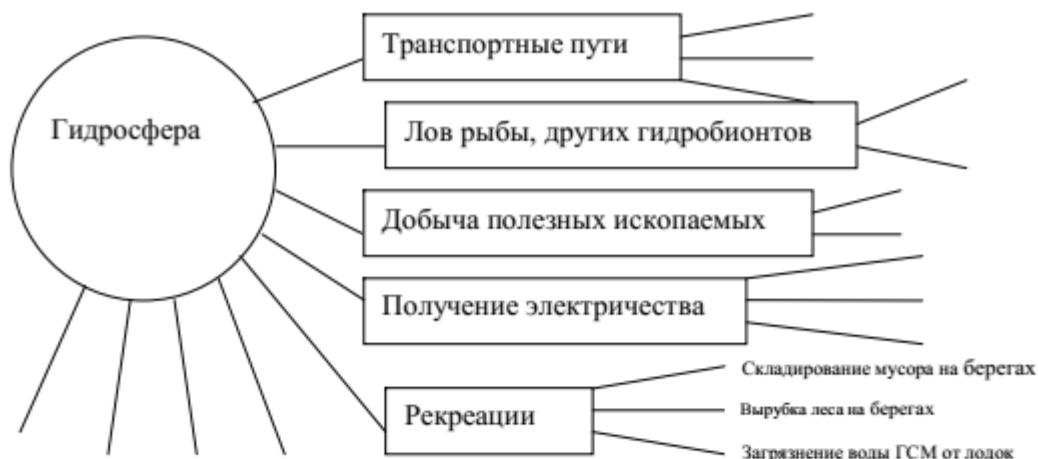 Транспортные пути
Гидросфера
Лов рыбы, других гидробионтов
Добыча полезных ископаемых
Получение электричества
Складирование мусора на берегах
Рекреации
Вырубка леса на берегах
Загрязнение воды ГСМ от лодок